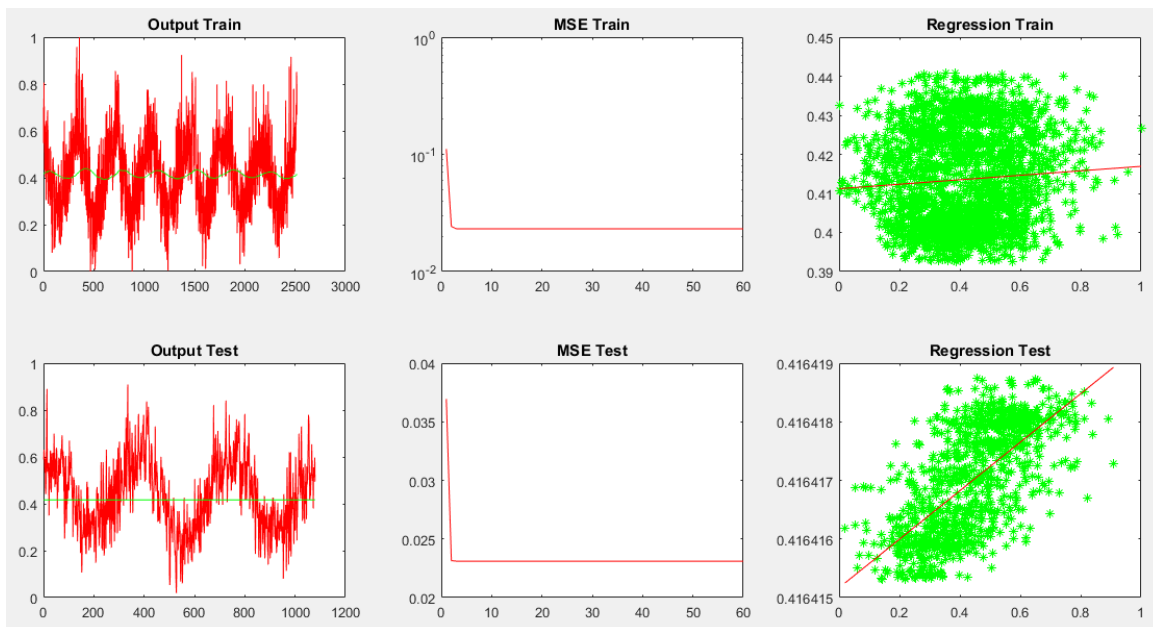 Output Train
1
0.8
0.6
0.4
0.2
0
0 500 1000 1500 2000 2500 3000
MSE Train
10^0
10^-1
10^-2
0 10 20 30 40 50 60
Regression Train
0.45
0.44
0.43
0.42
0.41
0.4
0.39
0 0.2 0.4 0.6 0.8 1
Output Test
1
0.8
0.6
0.4
0.2
0
0 200 400 600 800 1000 1200
MSE Test
0.04
0.035
0.03
0.025
0.02
0 10 20 30 40 50 60
Regression Test
0.416419
0.416418
0.416417
0.416416
0.416415
0 0.2 0.4 0.6 0.8 1